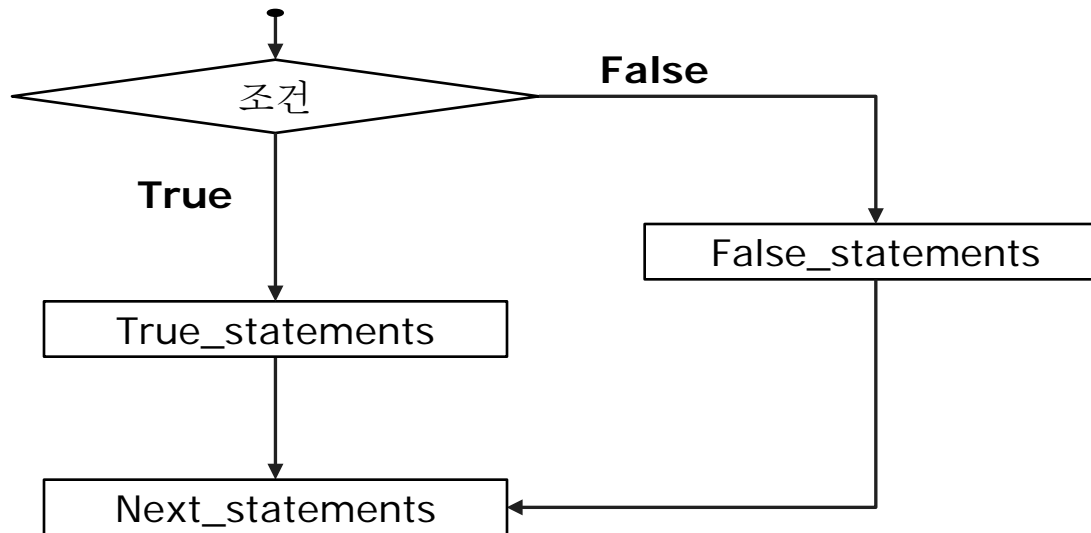 조건
False
True
False_statements
True_statements
Next_statements